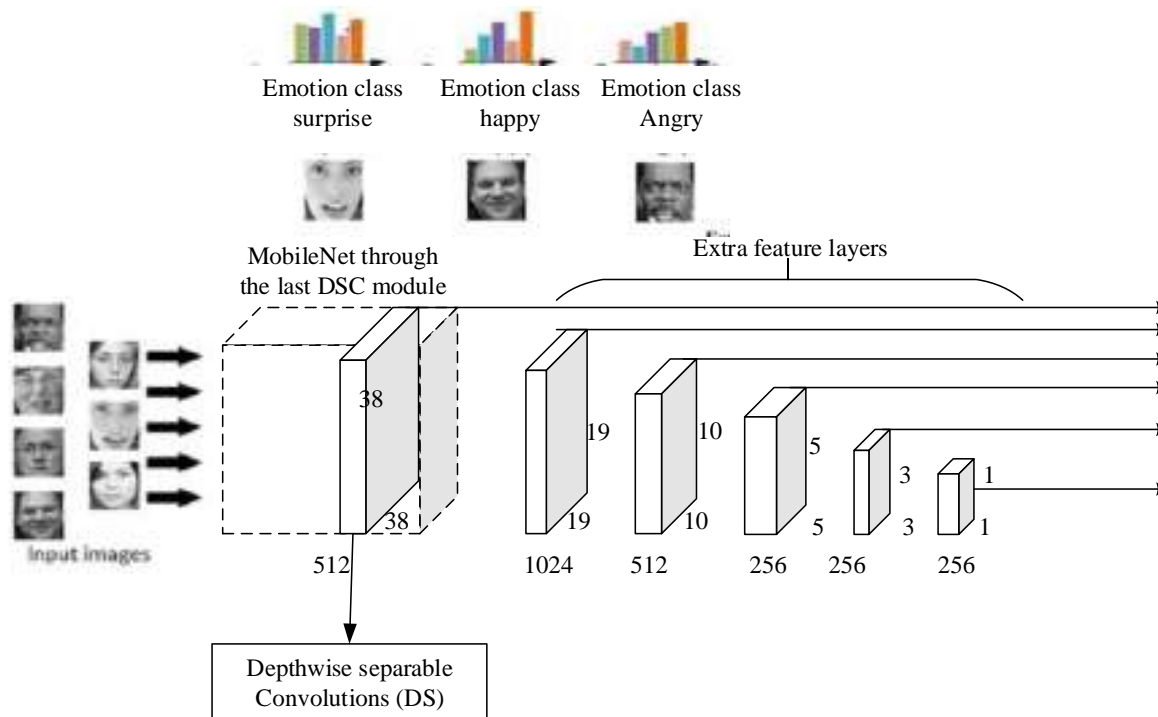 Emotion class
surprise
Emotion class
happy
Emotion class
Angry
MobileNet through
the last DSC module
Extra feature layers
38
38
512
19
19
1024
10
10
512
5
5
256
3
3
256
1
1
256
Input images
Depthwise separable
Convolutions (DS)